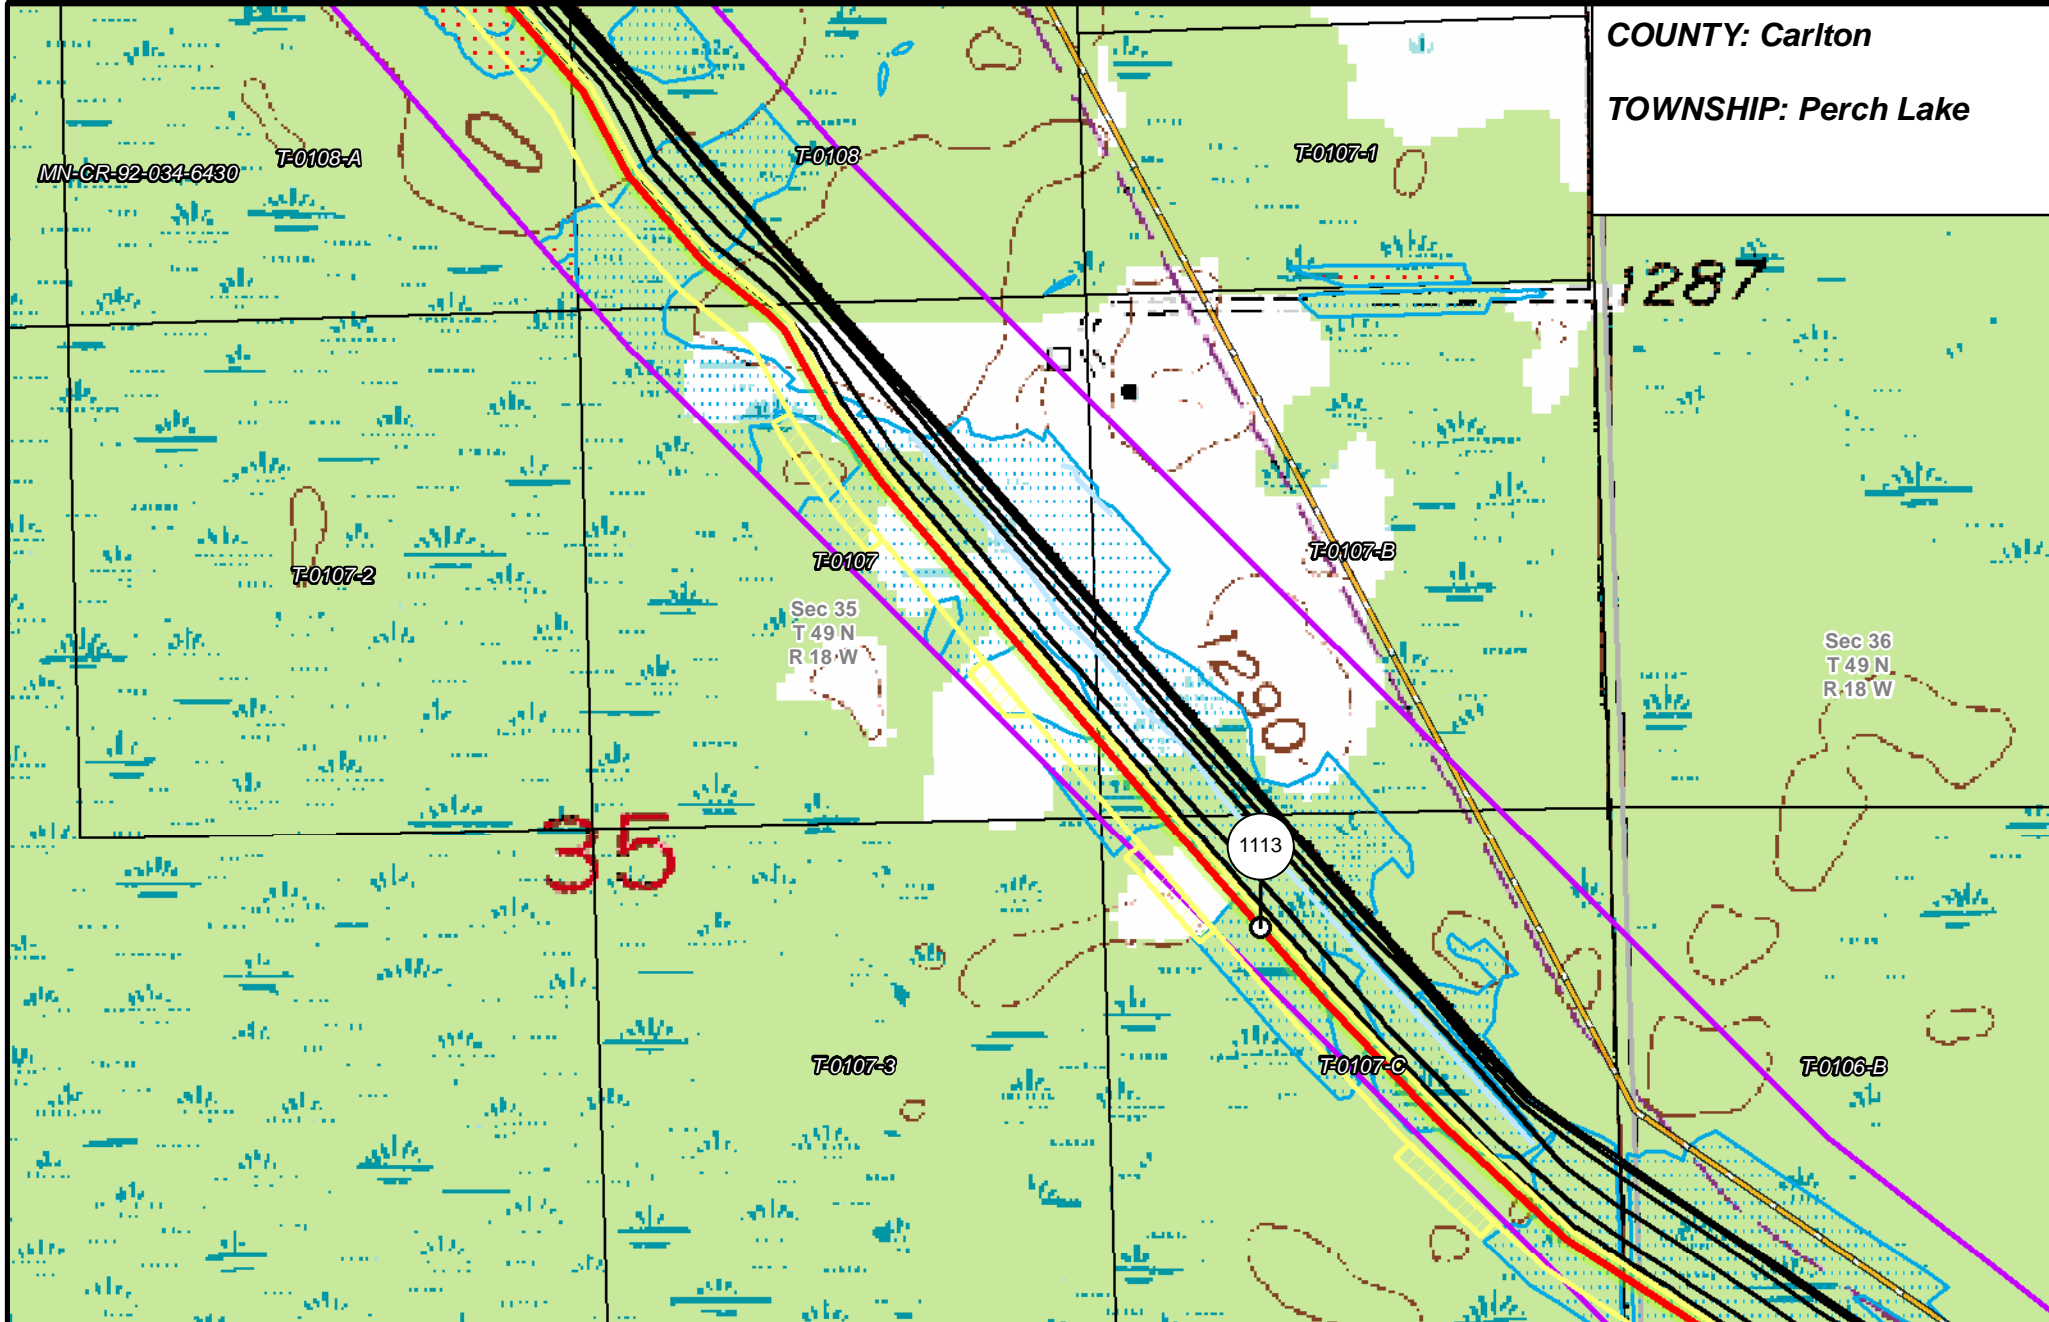 COUNTY: Carlton
TOWNSHIP: Perch Lake
MN-CR-92-034-6430
T-0108-A
T-0108
T-0107-1
1287
T-0107-2
T-0107
T-0107-B
Sec 35
T 49 N
R 18 W
Sec 36
T 49 N
R 18 W
1290
35
1113
T-0107-3
T-0107-C
T-0106-B